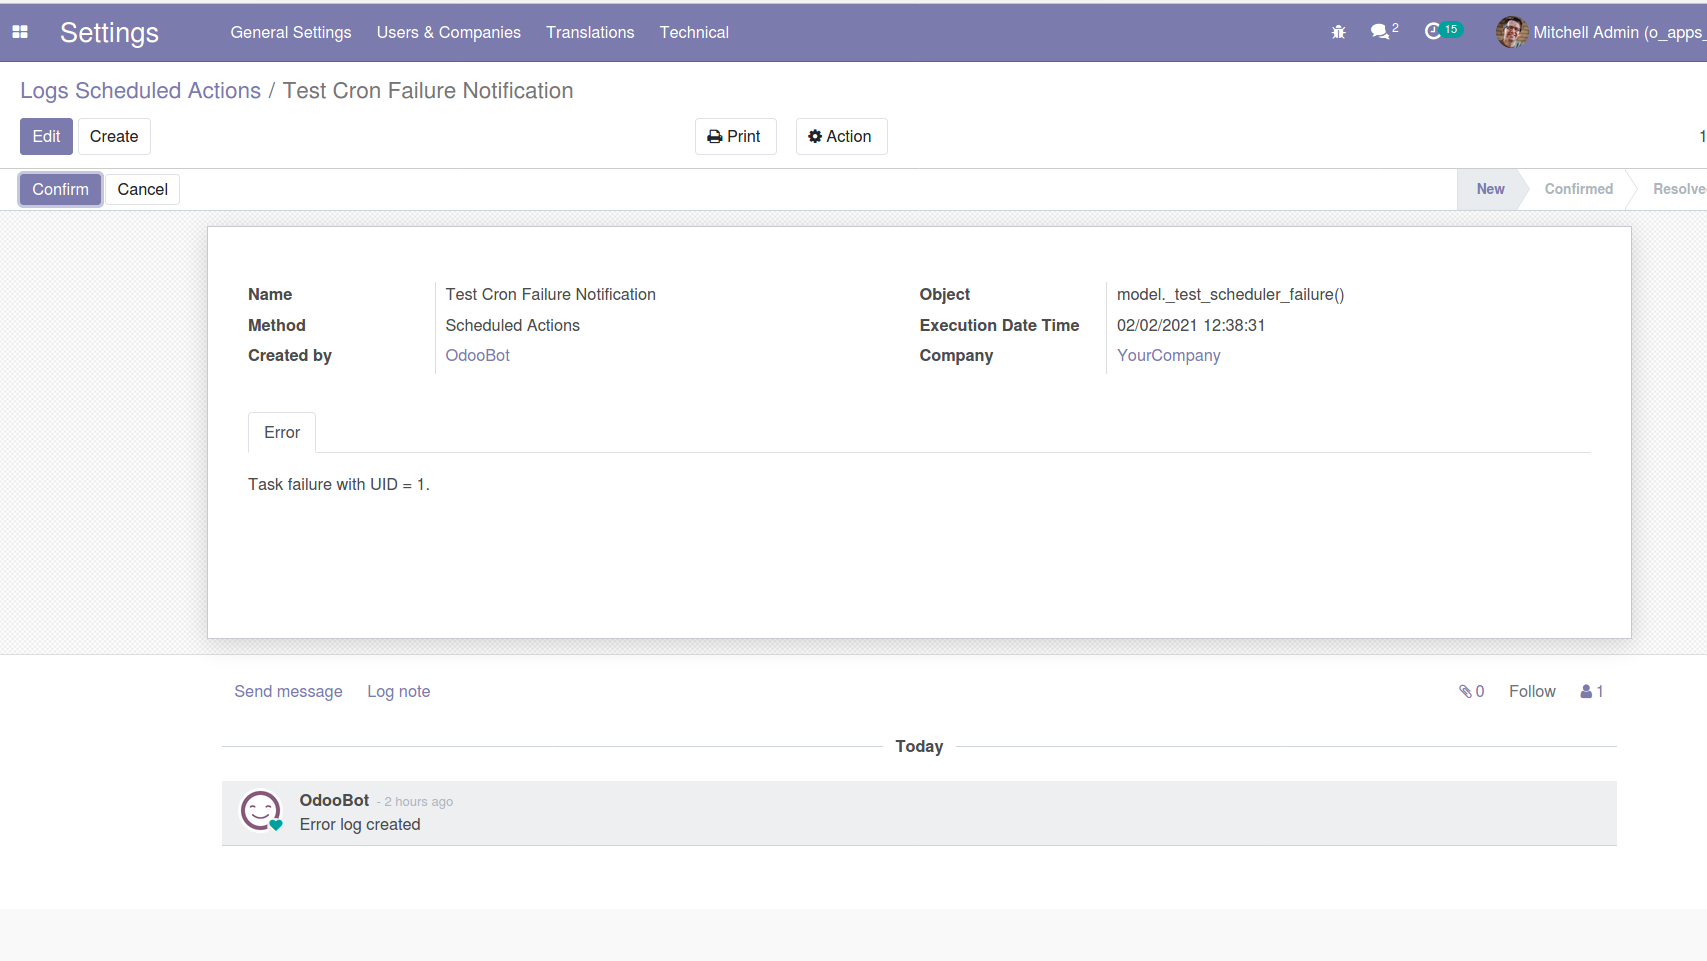 Settings General Settings Users & Companies Translations Technical 2 15 Mitchell Admin (o_apps_
Logs Scheduled Actions / Test Cron Failure Notification
Edit Create Print Action 1
Confirm Cancel New Confirmed Resolve
Name Test Cron Failure Notification Object model._test_scheduler_failure()
Method Scheduled Actions Execution Date Time 02/02/2021 12:38:31
Created by OdooBot Company YourCompany
Error
Task failure with UID = 1.
Send message Log note 0 Follow 1
Today
OdooBot - 2 hours ago
Error log created